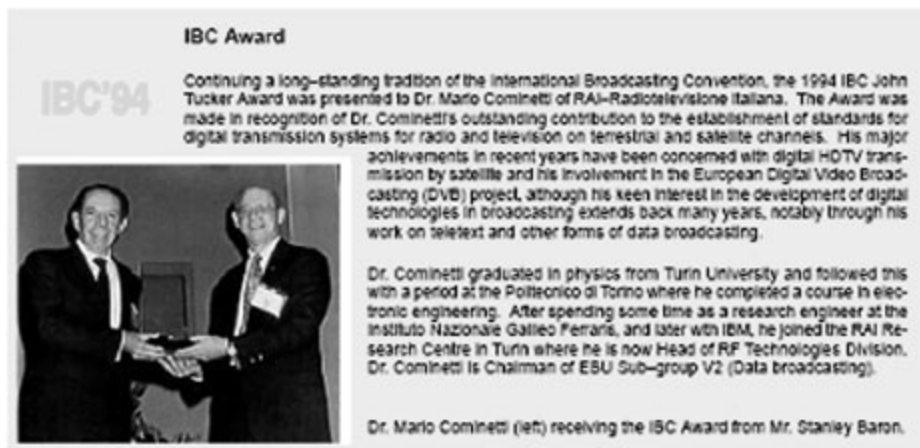 IBC Award
IBC'94
Continuing a long–standing tradition of the International Broadcasting Convention, the 1994 IBC John
Tucker Award was presented to Dr. Mario Cominetti of RAI–Radiotelevisione Italiana. The Award was
made in recognition of Dr. Cominetti's outstanding contribution to the establishment of standards for
digital transmission systems for radio and television on terrestrial and satellite channels. His major
achievements in recent years have been concerned with digital HDTV trans-
mission by satellite and his involvement in the European Digital Video Broad-
casting (DVB) project, although his keen interest in the development of digital
technologies in broadcasting extends back many years, notably through his
work on teletext and other forms of data broadcasting.
Dr. Cominetti graduated in physics from Turin University and followed this
with a period at the Politecnico di Torino where he completed a course in elec-
tronic engineering. After spending some time as a research engineer at the
Instituto Nazionale Galileo Ferraris, and later with IBM, he joined the RAI Re-
search Centre in Turin where he is now Head of RF Technologies Division.
Dr. Cominetti is Chairman of EBU Sub–group V2 (Data broadcasting).
Dr. Mario Cominetti (left) receiving the IBC Award from Mr. Stanley Baron.